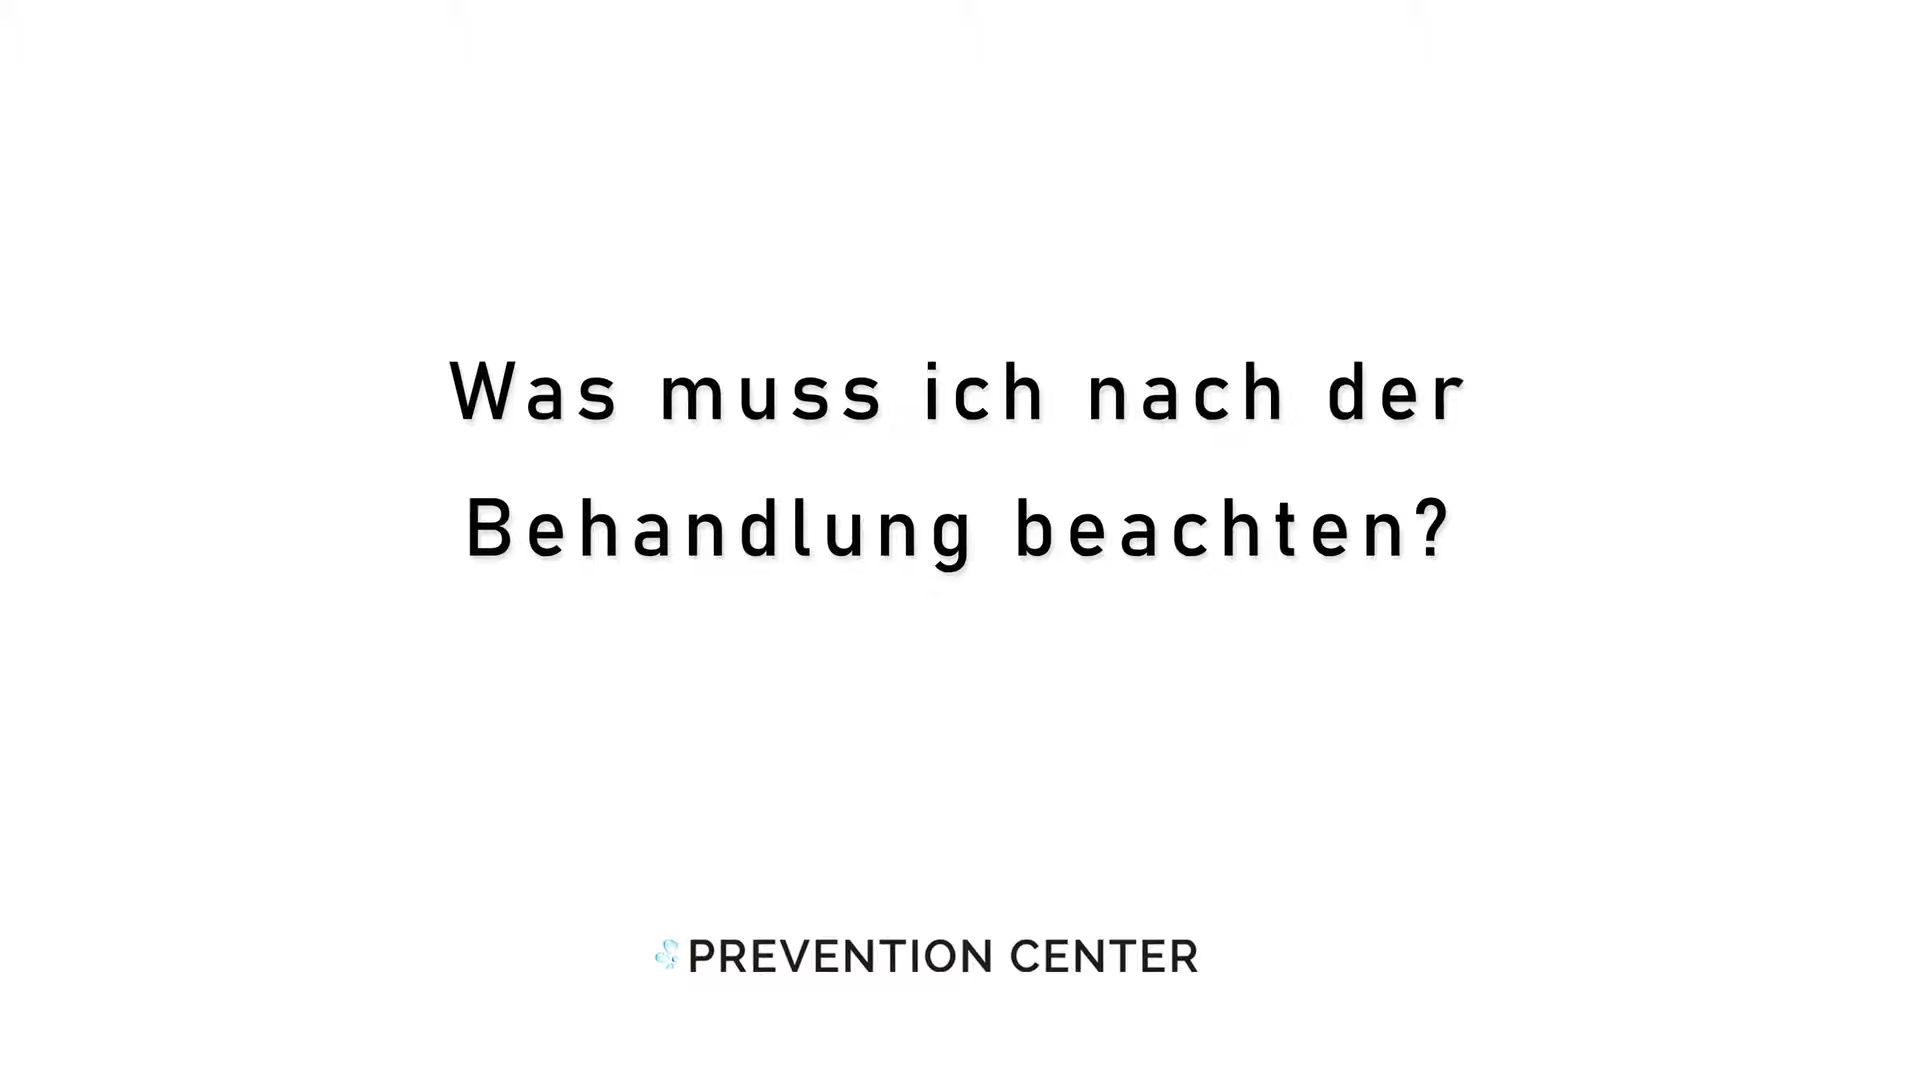 Was muss ich nach der
Behandlung beachten?
PREVENTION CENTER